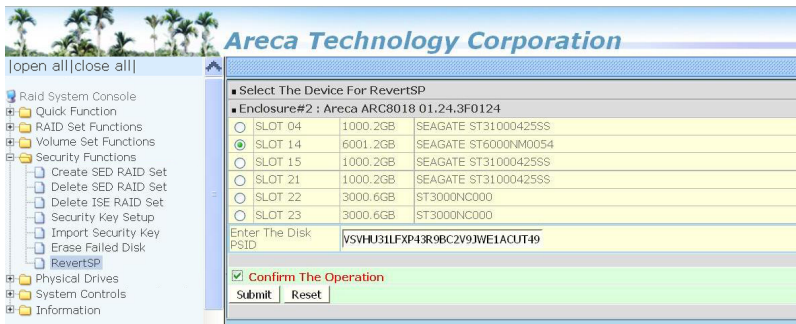 Areca Technology Corporation
|open all|close all|
Raid System Console
Quick Function
RAID Set Functions
Volume Set Functions
Security Functions
Create SED RAID Set
Delete SED RAID Set
Delete ISE RAID Set
Security Key Setup
Import Security Key
Erase Failed Disk
RevertSP
Physical Drives
System Controls
Information
Select The Device For RevertSP
Enclosure#2 : Areca ARC8018 01.24.3F0124
SLOT 04 1000.2GB SEAGATE ST31000425SS
SLOT 14 6001.2GB SEAGATE ST6000NM0054
SLOT 15 1000.2GB SEAGATE ST31000425SS
SLOT 21 1000.2GB SEAGATE ST31000425SS
SLOT 22 3000.6GB ST3000NC000
SLOT 23 3000.6GB ST3000NC000
Enter The Disk
PSID VSVHU31LFXP43R9BC2V9JWE1ACUT49
Confirm The Operation
Submit Reset